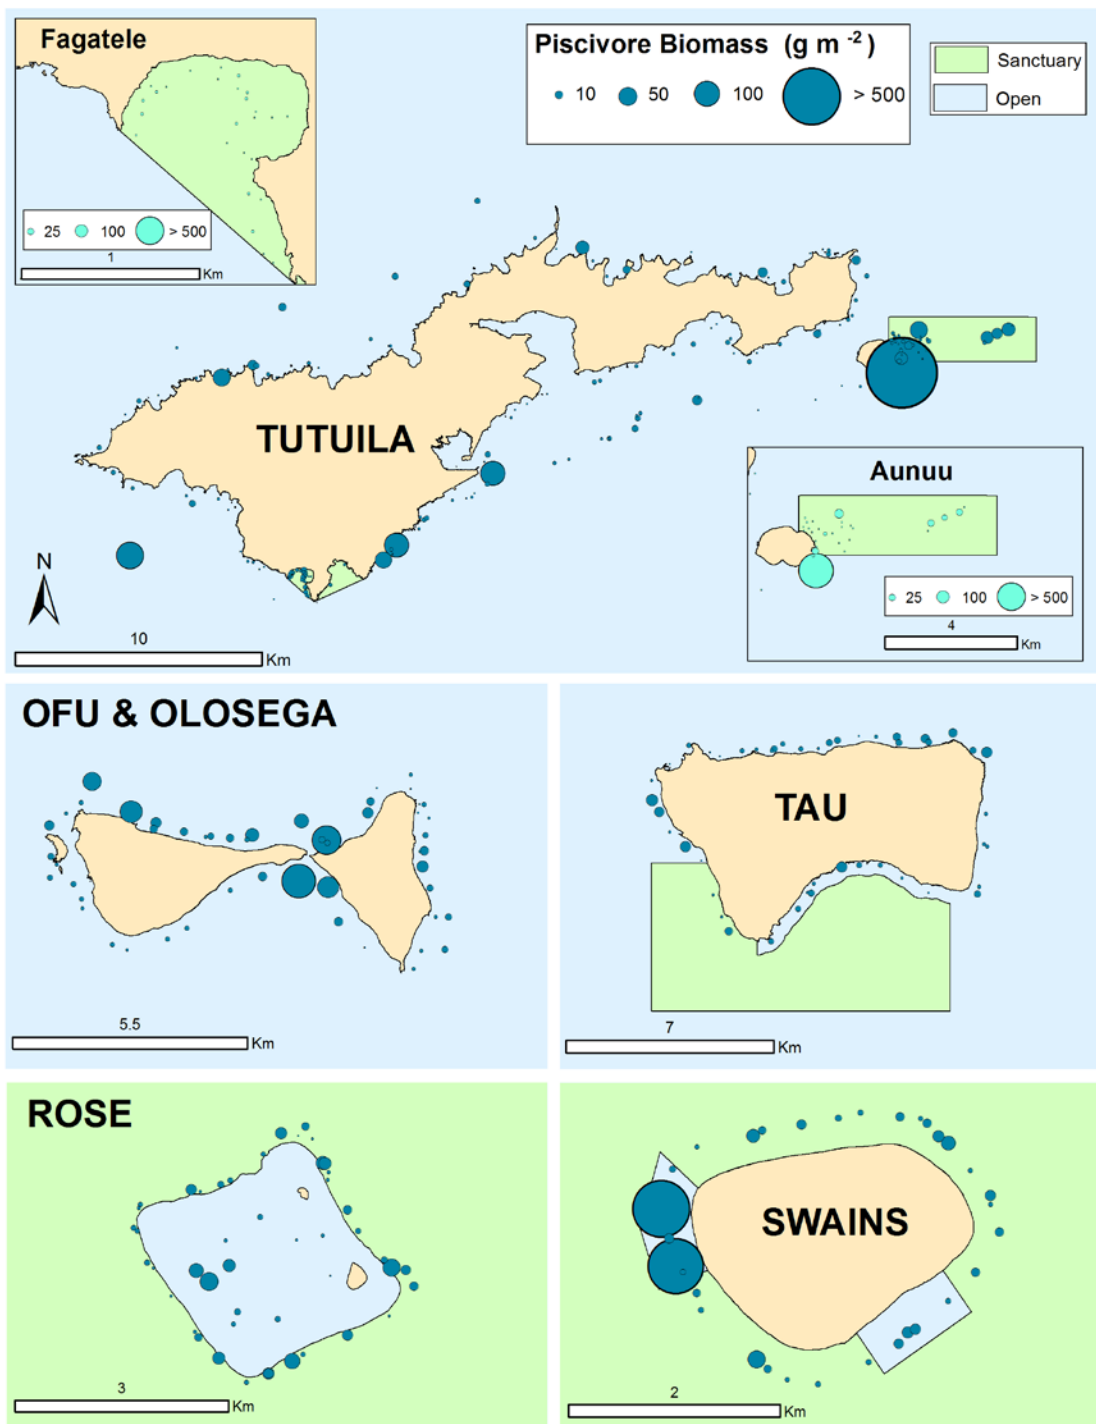 Fagatele
25 100 > 500
1
Km
Piscivore Biomass (g m -2 )
10 50 100 > 500
Sanctuary
Open
TUTUILA
N
10
Km
Aunuu
25 100 > 500
4
Km
OFU & OLOSEGA
5.5
Km
TAU
7
Km
ROSE
3
Km
SWAINS
2
Km